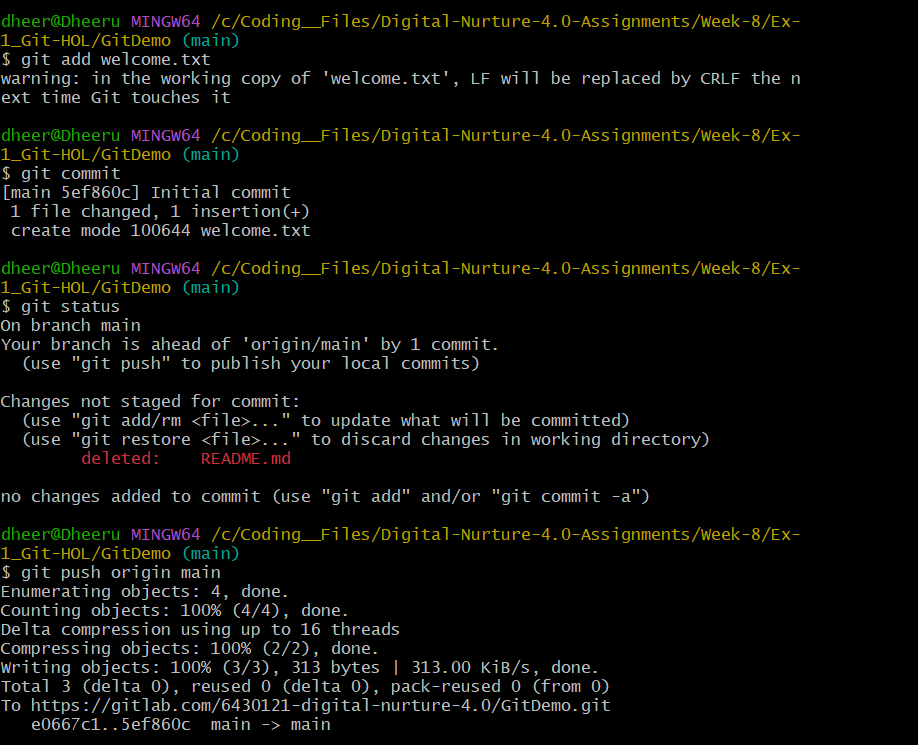 dheer@Dheeru MINGW64 /c/Coding__Files/Digital-Nurture-4.0-Assignments/Week-8/Ex-
1_Git-HOL/GitDemo (main)
$ git add welcome.txt
warning: in the working copy of 'welcome.txt', LF will be replaced by CRLF the n
ext time Git touches it
dheer@Dheeru MINGW64 /c/Coding__Files/Digital-Nurture-4.0-Assignments/Week-8/Ex-
1_Git-HOL/GitDemo (main)
$ git commit
[main 5ef860c] Initial commit
 1 file changed, 1 insertion(+)
 create mode 100644 welcome.txt
dheer@Dheeru MINGW64 /c/Coding__Files/Digital-Nurture-4.0-Assignments/Week-8/Ex-
1_Git-HOL/GitDemo (main)
$ git status
On branch main
Your branch is ahead of 'origin/main' by 1 commit.
  (use "git push" to publish your local commits)
Changes not staged for commit:
  (use "git add/rm <file>..." to update what will be committed)
  (use "git restore <file>..." to discard changes in working directory)
        deleted:    README.md
no changes added to commit (use "git add" and/or "git commit -a")
dheer@Dheeru MINGW64 /c/Coding__Files/Digital-Nurture-4.0-Assignments/Week-8/Ex-
1_Git-HOL/GitDemo (main)
$ git push origin main
Enumerating objects: 4, done.
Counting objects: 100% (4/4), done.
Delta compression using up to 16 threads
Compressing objects: 100% (2/2), done.
Writing objects: 100% (3/3), 313 bytes | 313.00 KiB/s, done.
Total 3 (delta 0), reused 0 (delta 0), pack-reused 0 (from 0)
To https://gitlab.com/6430121-digital-nurture-4.0/GitDemo.git
   e0667c1..5ef860c  main -> main